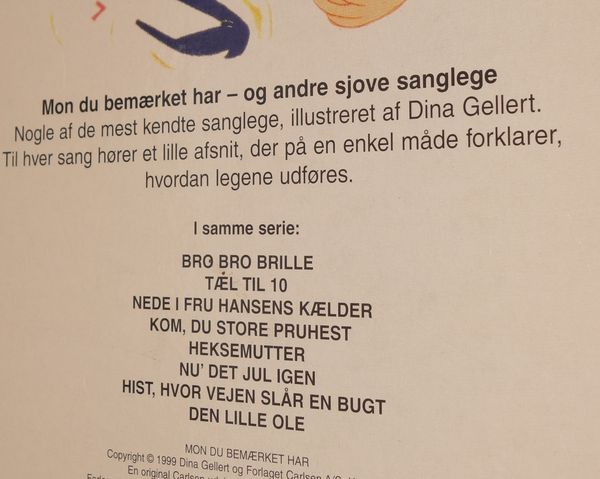 Mon du bemærket har – og andre sjove sanglege
Nogle af de mest kendte sanglege, illustreret af Dina Gellert.
Til hver sang hører et lille afsnit, der på en enkel måde forklarer,
hvordan legene udføres.
I samme serie:
BRO BRO BRILLE
TÆL TIL 10
NEDE I FRU HANSENS KÆLDER
KOM, DU STORE PRUHEST
HEKSEMUTTER
NU' DET JUL IGEN
HIST, HVOR VEJEN SLÅR EN BUGT
DEN LILLE OLE
MON DU BEMÆRKET HAR
Copyright © 1999 Dina Gellert og Forlaget Carlsen A/S
En original Carlsen